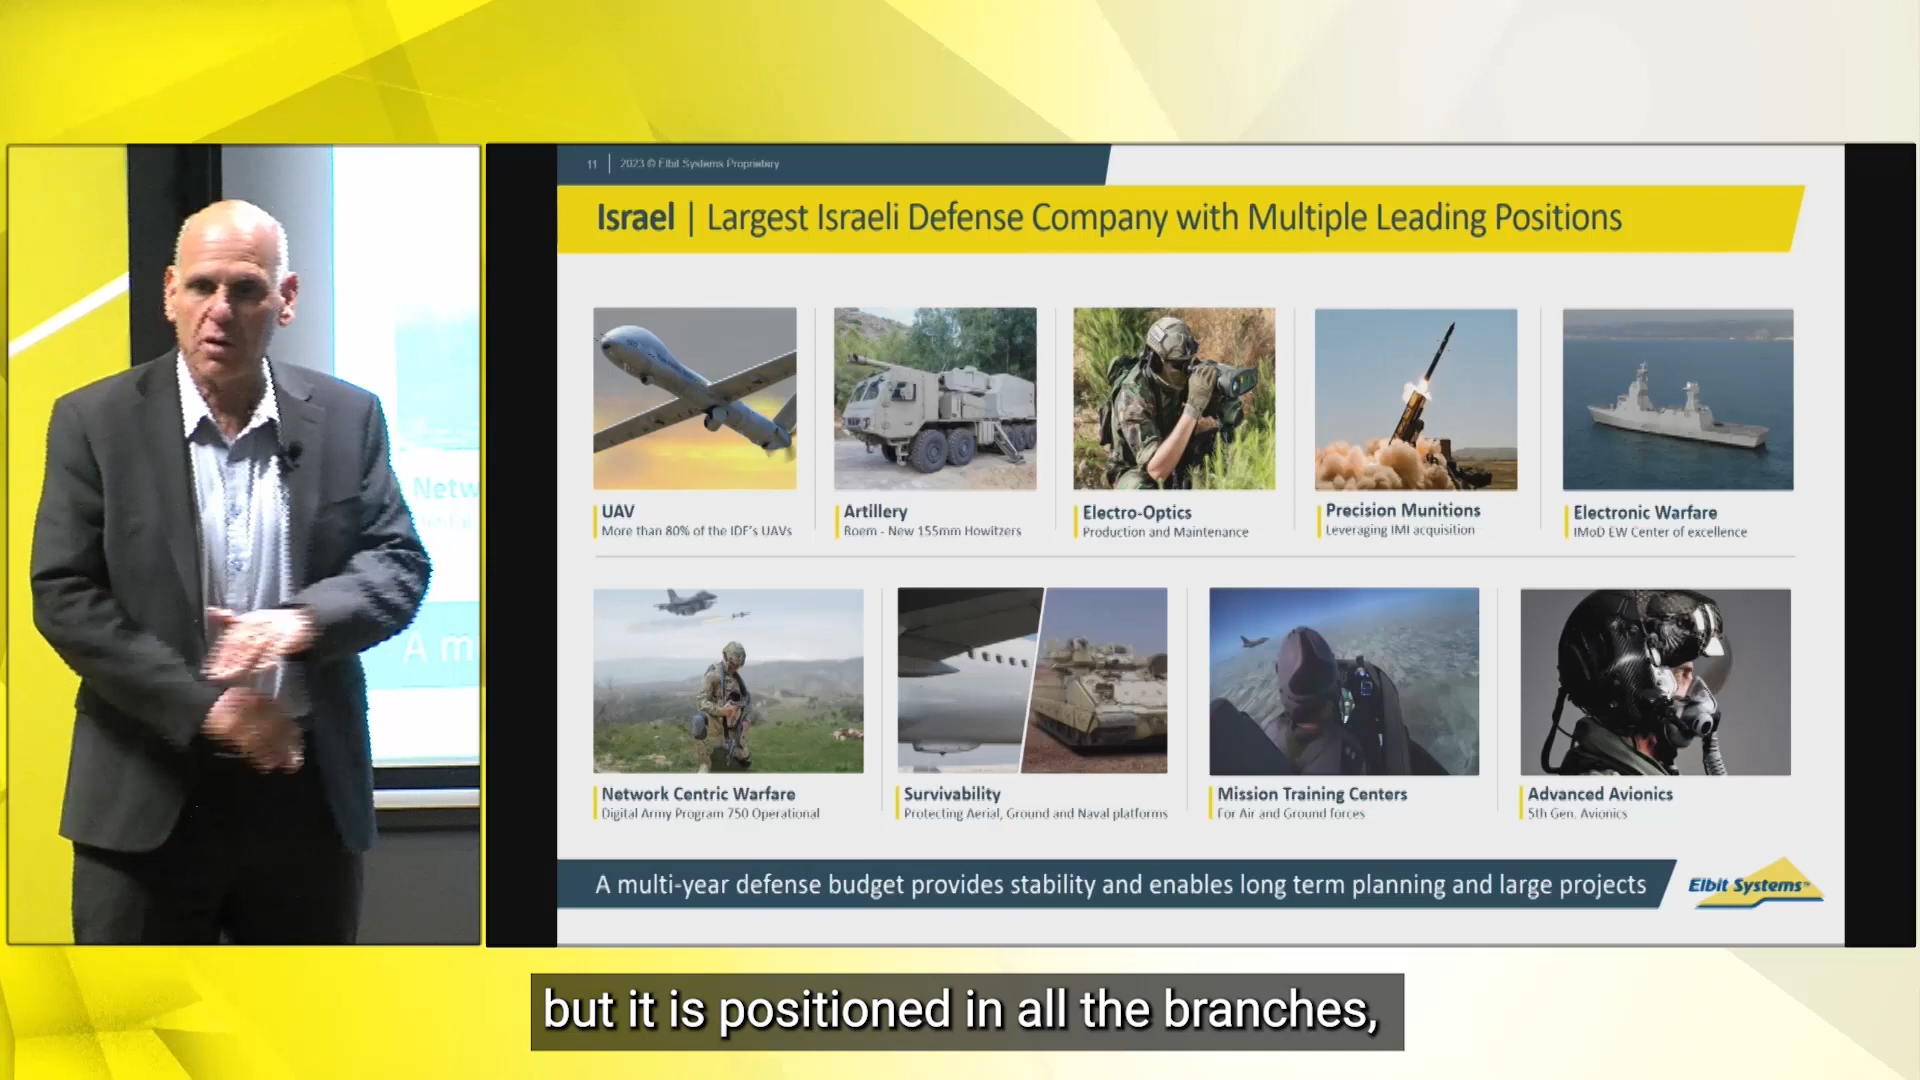 11 | 2023 © Elbit Systems Proprietary
Israel | Largest Israeli Defense Company with Multiple Leading Positions
UAV
More than 80% of the IDF's UAVs
Artillery
Roem - New 155mm Howitzers
Electro-Optics
Production and Maintenance
Precision Munitions
Leveraging IMI acquisition
Electronic Warfare
IMoD EW Center of excellence
Network Centric Warfare
Digital Army Program 750 Operational
Survivability
Protecting Aerial, Ground and Naval platforms
Mission Training Centers
For Air and Ground forces
Advanced Avionics
5th Gen. Avionics
A multi-year defense budget provides stability and enables long term planning and large projects
Elbit Systems™
Netw
A m
but it is positioned in all the branches,